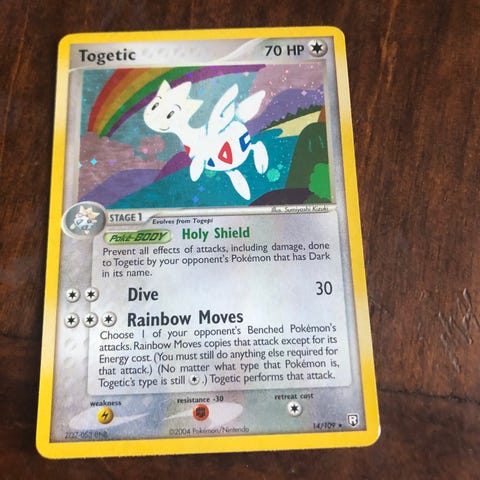 Togetic
70 HP
Illus. Sumiyoshi Kizuki
STAGE 1
Evolves from Togepi
Poké-BODY Holy Shield
Prevent all effects of attacks, including damage, done
to Togetic by your opponent's Pokémon that has Dark
in its name.
Dive 30
Rainbow Moves
Choose 1 of your opponent's Benched Pokémon's
attacks. Rainbow Moves copies that attack except for its
Energy cost. (You must still do anything else required for
that attack.) (No matter what type that Pokémon is,
Togetic's type is still .) Togetic performs that attack.
weakness resistance -30 retreat cost
©2004 Pokémon/Nintendo 14/109 ★
R